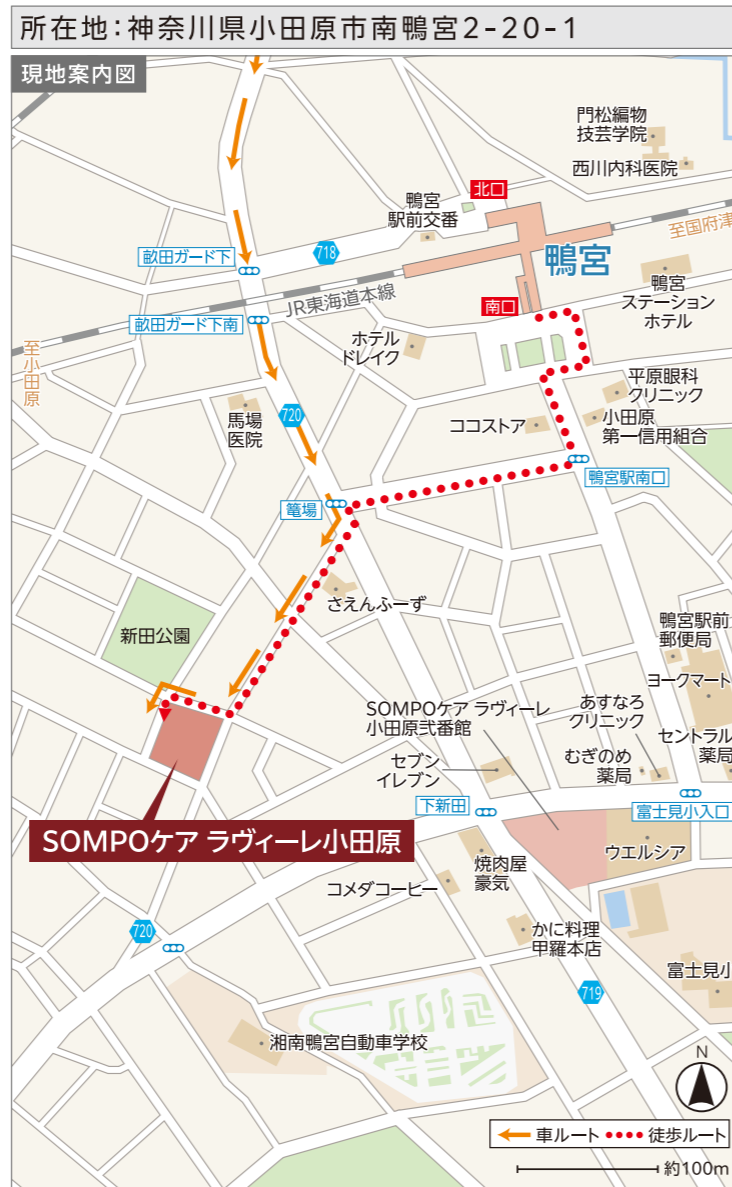 所在地：神奈川県小田原市南鴨宮2-20-1
現地案内図
門松編物
技芸学院
西川内科医院
北口
鴨宮
駅前交番
至国府津
畝田ガード下
718
鴨宮
鴨宮
ステーション
ホテル
JR東海道本線
南口
畝田ガード下南
至小田原
ホテル
ドレイク
平原眼科
クリニック
馬場
医院
720
ココストア
小田原
第一信用組合
鴨宮駅南口
篭場
さえんふーず
新田公園
鴨宮駅前
郵便局
ヨークマート
SOMPOケア ラヴィーレ
小田原弐番館
あすなろ
クリニック
セントラル
薬局
セブン
イレブン
むぎのめ
薬局
下新田
富士見小入口
SOMPOケア ラヴィーレ小田原
ウエルシア
焼肉屋
豪気
コメダコーヒー
720
かに料理
甲羅本店
富士見小
719
湘南鴨宮自動車学校
N
車ルート
徒歩ルート
約100m